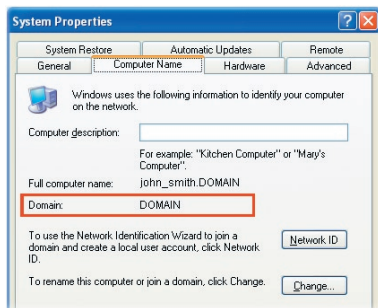 System Properties
System Restore Automatic Updates Remote
General Computer Name Hardware Advanced
Windows uses the following information to identify your computer
on the network.
Computer description:
For example: "Kitchen Computer" or "Mary's
Computer".
Full computer name: john_smith.DOMAIN
Domain: DOMAIN
To use the Network Identification Wizard to join a
domain and create a local user account, click Network
ID.
Network ID
To rename this computer or join a domain, click Change.
Change...